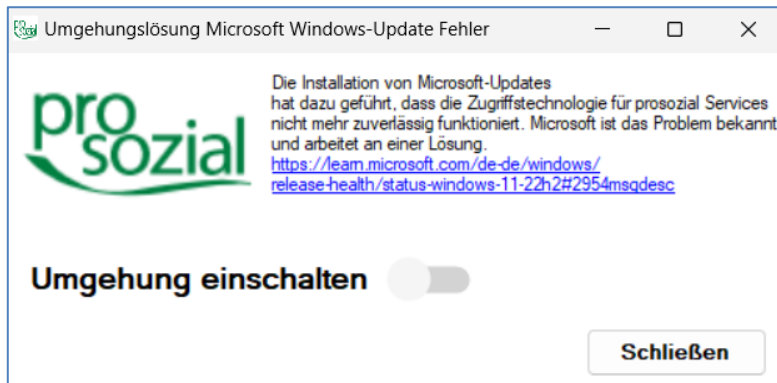 Umgehungslösung Microsoft Windows-Update Fehler
pro
sozial
Die Installation von Microsoft-Updates
hat dazu geführt, dass die Zugriffstechnologie für prosozial Services
nicht mehr zuverlässig funktioniert. Microsoft ist das Problem bekannt
und arbeitet an einer Lösung.
https://learn.microsoft.com/de-de/windows/
release-health/status-windows-11-22h2#2954msgdesc
Umgehung einschalten
Schließen